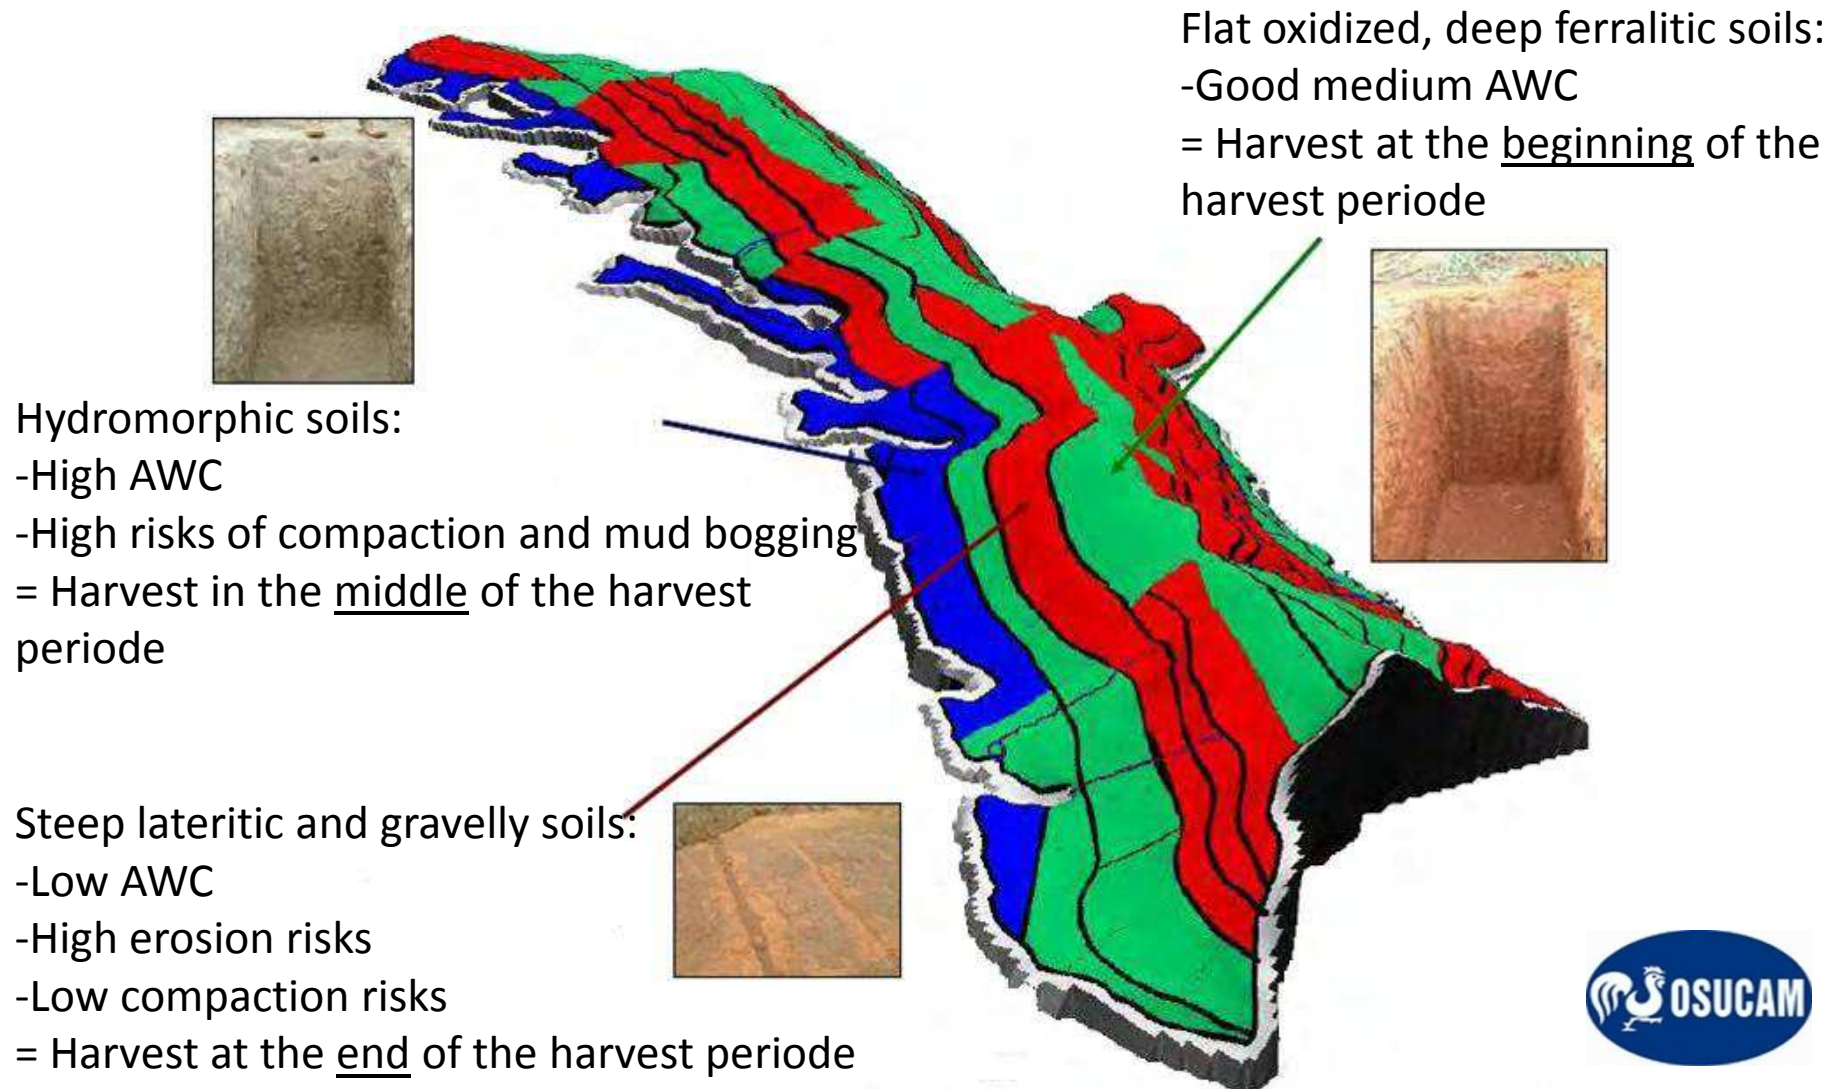 Flat oxidized, deep ferralitic soils:
-Good medium AWC
= Harvest at the beginning of the
harvest periode
Hydromorphic soils:
-High AWC
-High risks of compaction and mud bogging
= Harvest in the middle of the harvest
periode
Steep lateritic and gravelly soils:
-Low AWC
-High erosion risks
-Low compaction risks
= Harvest at the end of the harvest periode
SOSUCAM